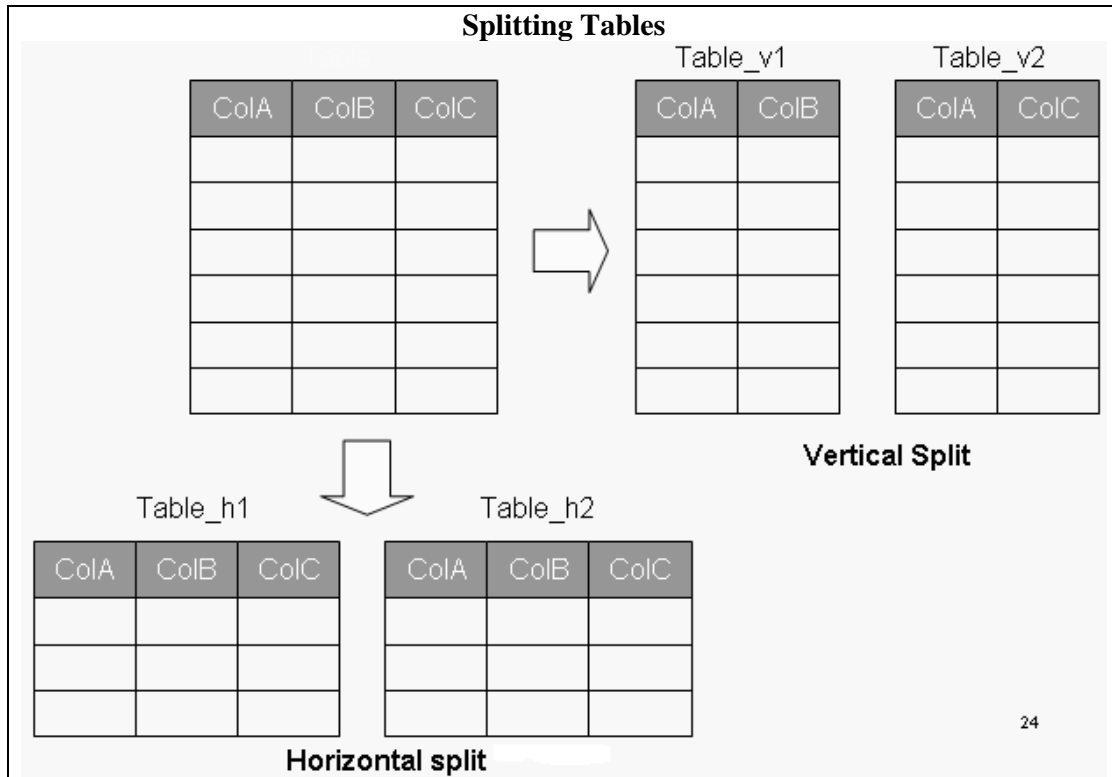 Splitting Tables
Table_v1 Table_v2
ColA ColB ColC ColA ColB ColA ColC
Vertical Split
Table_h1 Table_h2
ColA ColB ColC ColA ColB ColC
24
Horizontal split